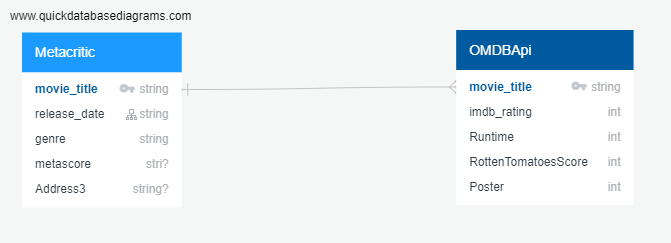 www.quickdatabasediagrams.com
Metacritic
movie_title string
release_date string
genre string
metascore stri?
Address3 string?
OMDBApi
movie_title string
imdb_rating int
Runtime int
RottenTomatoesScore int
Poster int